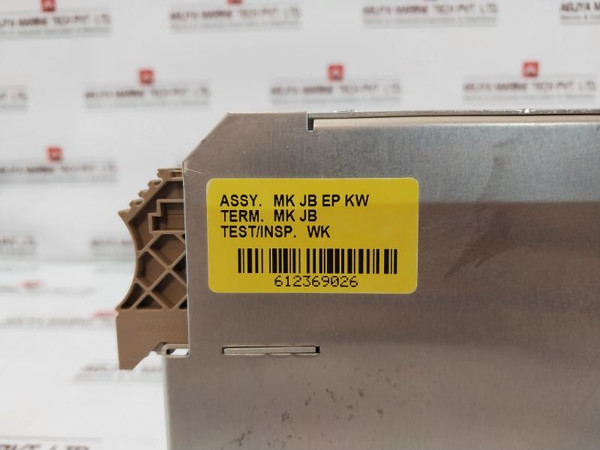 ASSY. MK JB EP KW
TERM. MK JB
TEST/INSP. WK
612369026